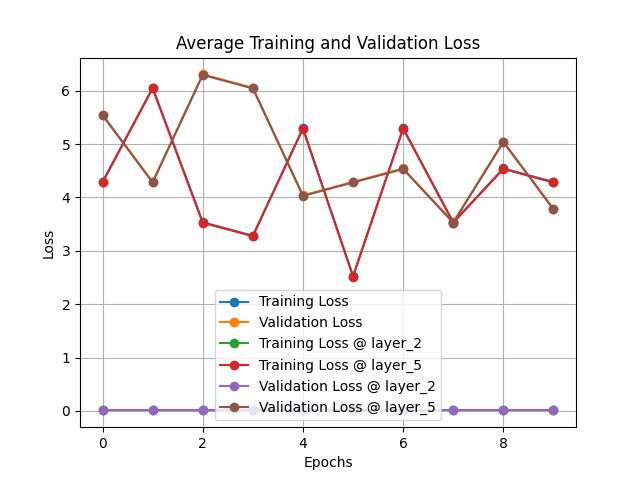 Average Training and Validation Loss
Loss
6
5
4
3
2
1
0
Training Loss
Validation Loss
Training Loss @ layer_2
Training Loss @ layer_5
Validation Loss @ layer_2
Validation Loss @ layer_5
0 2 4 6 8
Epochs